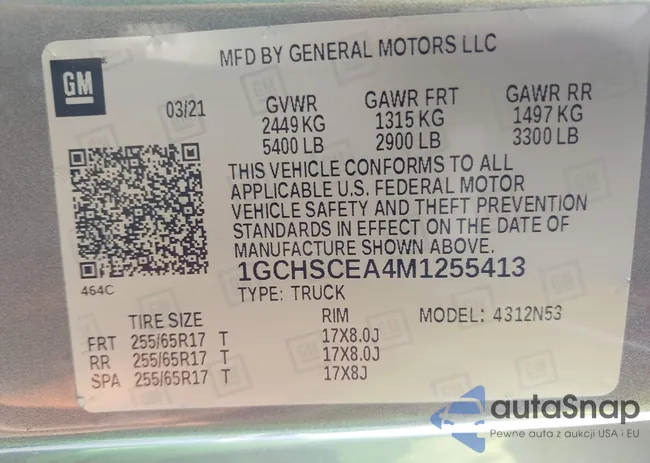 MFD BY GENERAL MOTORS LLC
GM
03/21
GVWR GAWR FRT GAWR RR
2449 KG 1315 KG 1497 KG
5400 LB 2900 LB 3300 LB
THIS VEHICLE CONFORMS TO ALL
APPLICABLE U.S. FEDERAL MOTOR
VEHICLE SAFETY AND THEFT PREVENTION
STANDARDS IN EFFECT ON THE DATE OF
MANUFACTURE SHOWN ABOVE.
1GCHSCEA4M1255413
464C
TYPE: TRUCK
TIRE SIZE RIM MODEL: 4312N53
FRT 255/65R17 T 17X8.0J
RR 255/65R17 T 17X8.0J
SPA 255/65R17 T 17X8J
autaSnap
Pewne auta z aukcji USA i EU